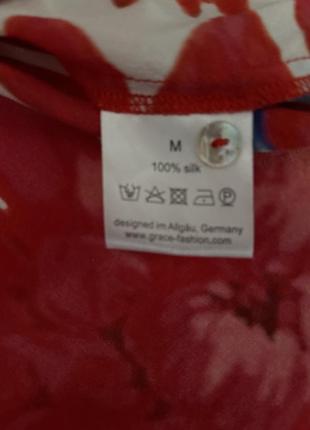 M
100% silk
designed im Allgäu, Germany
www.grace-fashion.com